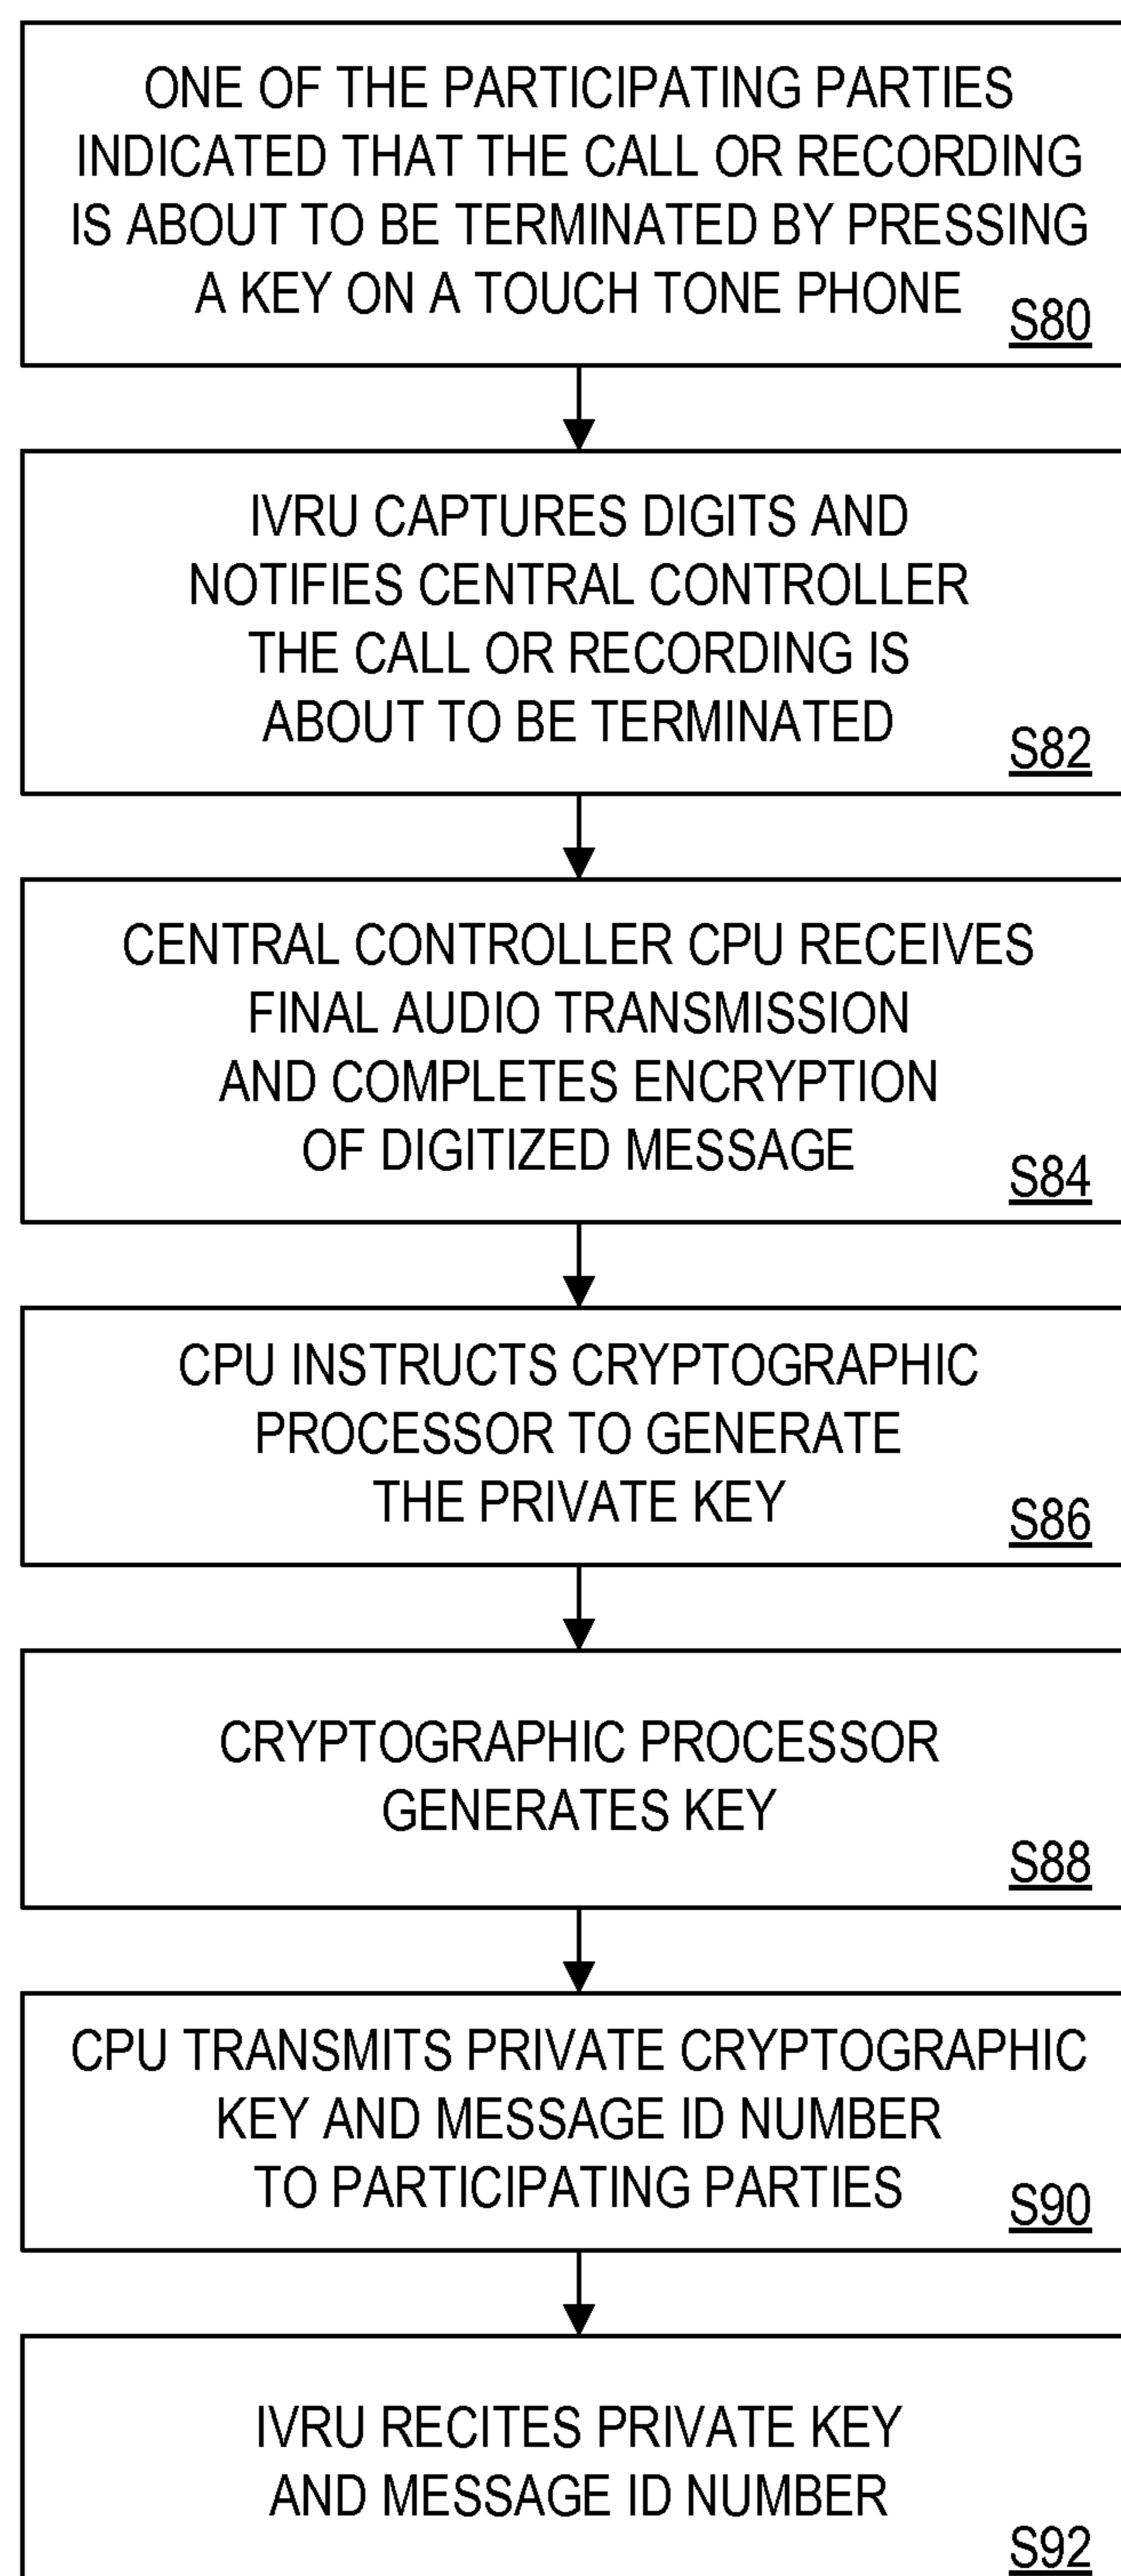 ONE OF THE PARTICIPATING PARTIES
INDICATED THAT THE CALL OR RECORDING
IS ABOUT TO BE TERMINATED BY PRESSING
A KEY ON A TOUCH TONE PHONE
S80
IVRU CAPTURES DIGITS AND
NOTIFIES CENTRAL CONTROLLER
THE CALL OR RECORDING IS
ABOUT TO BE TERMINATED
S82
CENTRAL CONTROLLER CPU RECEIVES
FINAL AUDIO TRANSMISSION
AND COMPLETES ENCRYPTION
OF DIGITIZED MESSAGE
S84
CPU INSTRUCTS CRYPTOGRAPHIC
PROCESSOR TO GENERATE
THE PRIVATE KEY
S86
CRYPTOGRAPHIC PROCESSOR
GENERATES KEY
S88
CPU TRANSMITS PRIVATE CRYPTOGRAPHIC
KEY AND MESSAGE ID NUMBER
TO PARTICIPATING PARTIES
S90
IVRU RECITES PRIVATE KEY
AND MESSAGE ID NUMBER
S92